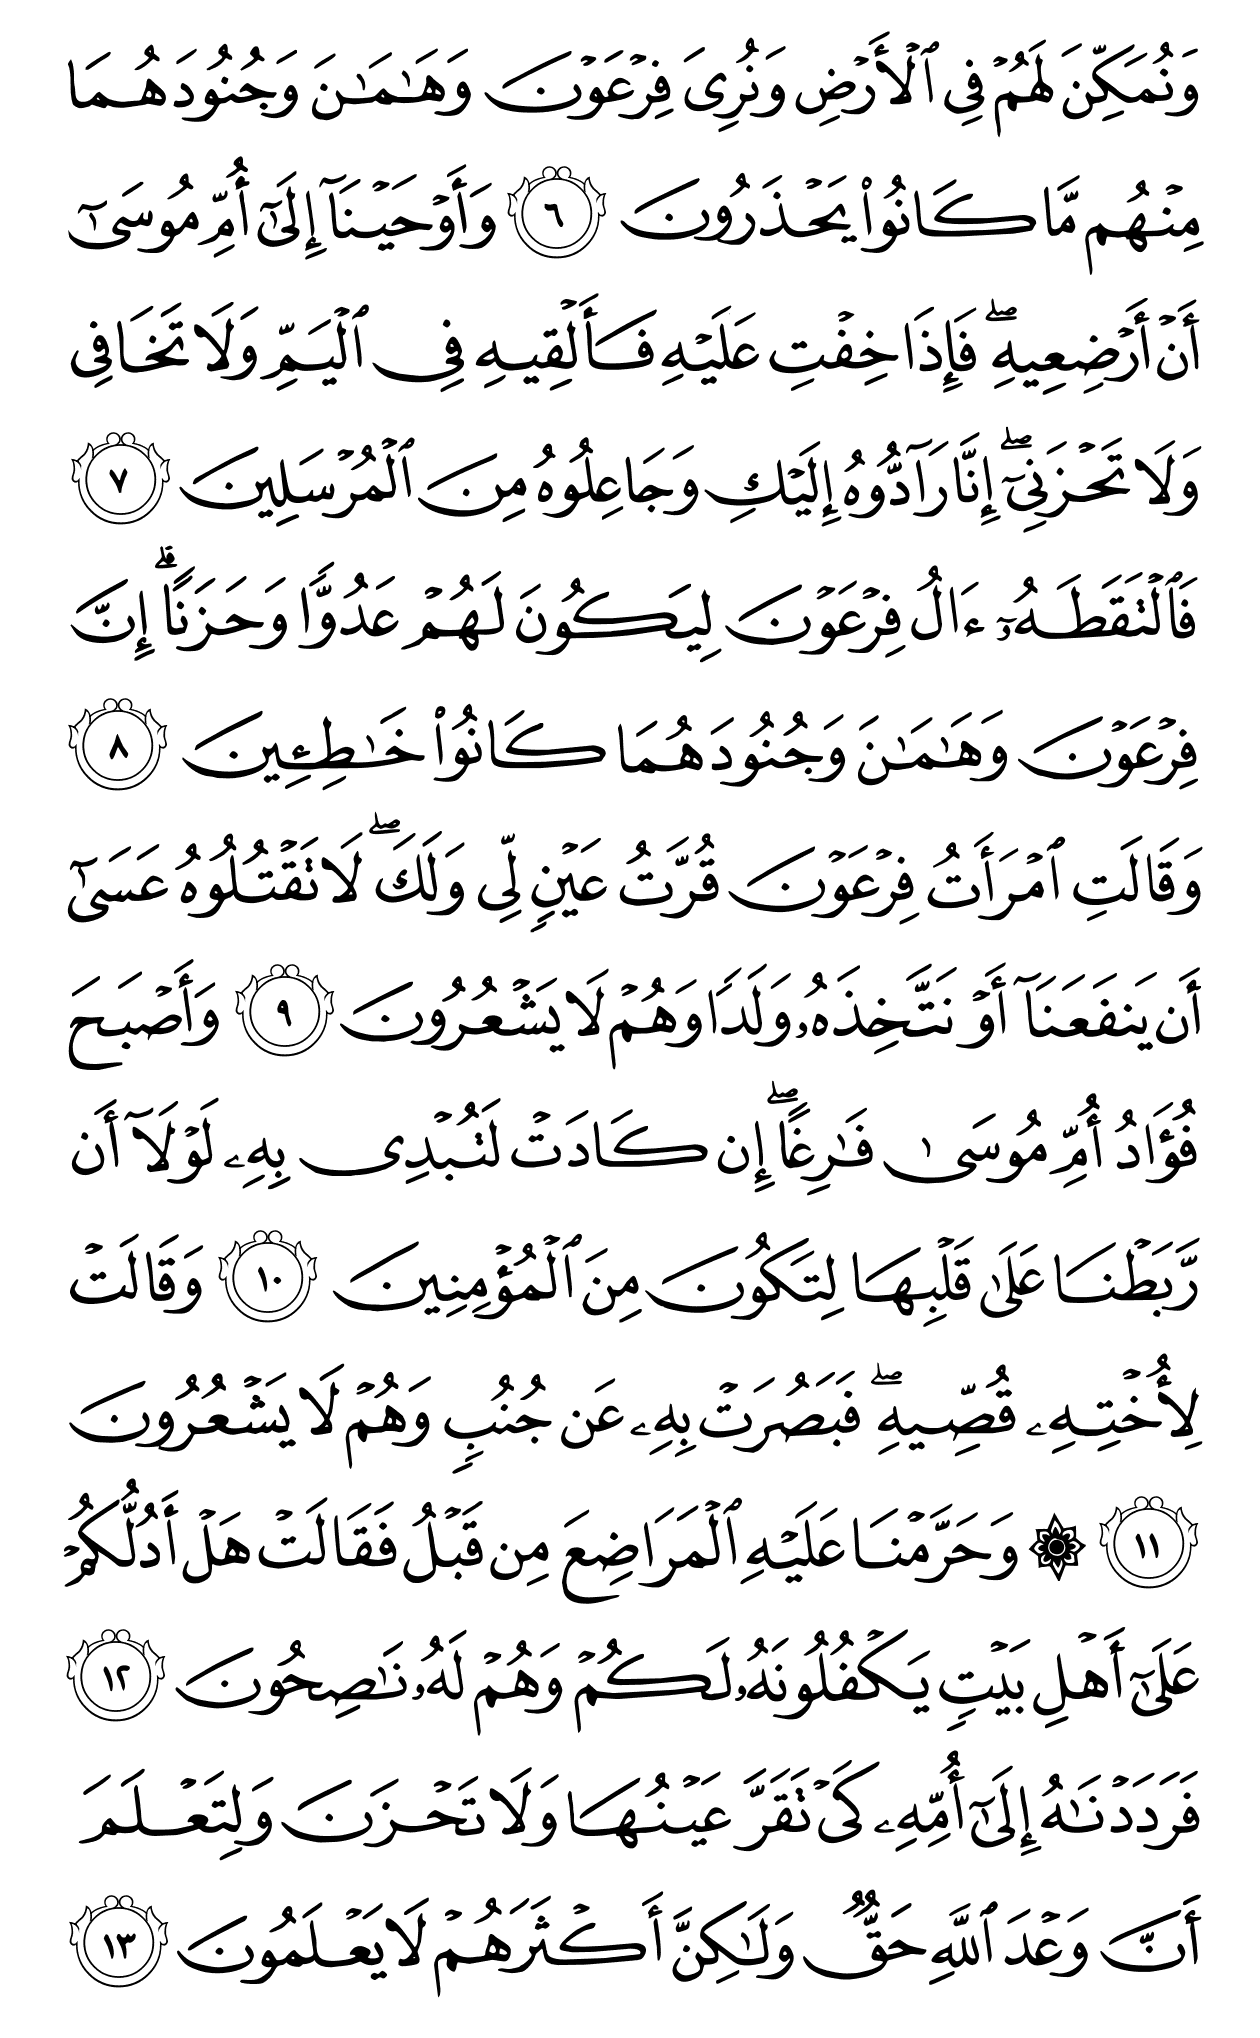 وَنُمَكِّنَ لَهُمۡ فِي ٱلۡأَرۡضِ وَنُرِيَ فِرۡعَوۡنَ وَهَٰمَٰنَ وَجُنُودَهُمَا
مِنۡهُم مَّا كَانُواْ يَحۡذَرُونَ ٦ وَأَوۡحَيۡنَآ إِلَىٰٓ أُمِّ مُوسَىٰٓ
أَنۡ أَرۡضِعِيهِۖ فَإِذَا خِفۡتِ عَلَيۡهِ فَأَلۡقِيهِ فِي ٱلۡيَمِّ وَلَا تَخَافِي
وَلَا تَحۡزَنِيٓۖ إِنَّا رَآدُّوهُ إِلَيۡكِ وَجَاعِلُوهُ مِنَ ٱلۡمُرۡسَلِينَ ٧
فَٱلۡتَقَطَهُۥٓ ءَالُ فِرۡعَوۡنَ لِيَكُونَ لَهُمۡ عَدُوّٗا وَحَزَنًاۗ إِنَّ
فِرۡعَوۡنَ وَهَٰمَٰنَ وَجُنُودَهُمَا كَانُواْ خَٰطِـِٔينَ ٨
وَقَالَتِ ٱمۡرَأَتُ فِرۡعَوۡنَ قُرَّتُ عَيۡنٖ لِّي وَلَكَۖ لَا تَقۡتُلُوهُ عَسَىٰٓ
أَن يَنفَعَنَآ أَوۡ نَتَّخِذَهُۥ وَلَدٗا وَهُمۡ لَا يَشۡعُرُونَ ٩ وَأَصۡبَحَ
فُؤَادُ أُمِّ مُوسَىٰ فَٰرِغًاۖ إِن كَادَتۡ لَتُبۡدِي بِهِۦ لَوۡلَآ أَن
رَّبَطۡنَا عَلَىٰ قَلۡبِهَا لِتَكُونَ مِنَ ٱلۡمُؤۡمِنِينَ ١٠ وَقَالَتۡ
لِأُخۡتِهِۦ قُصِّيهِۖ فَبَصُرَتۡ بِهِۦ عَن جُنُبٖ وَهُمۡ لَا يَشۡعُرُونَ
١١ ۞ وَحَرَّمۡنَا عَلَيۡهِ ٱلۡمَرَاضِعَ مِن قَبۡلُ فَقَالَتۡ هَلۡ أَدُلُّكُمۡ
عَلَىٰٓ أَهۡلِ بَيۡتٖ يَكۡفُلُونَهُۥ لَكُمۡ وَهُمۡ لَهُۥ نَٰصِحُونَ ١٢
فَرَدَدۡنَٰهُ إِلَىٰٓ أُمِّهِۦ كَيۡ تَقَرَّ عَيۡنُهَا وَلَا تَحۡزَنَ وَلِتَعۡلَمَ
أَنَّ وَعۡدَ ٱللَّهِ حَقّٞ وَلَٰكِنَّ أَكۡثَرَهُمۡ لَا يَعۡلَمُونَ ١٣